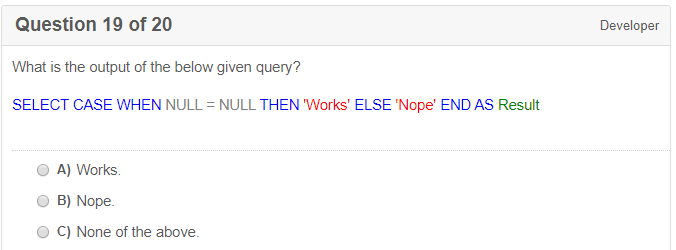 Question 19 of 20
Developer
What is the output of the below given query?
SELECT CASE WHEN NULL = NULL THEN 'Works' ELSE 'Nope' END AS Result
A) Works.
B) Nope.
C) None of the above.